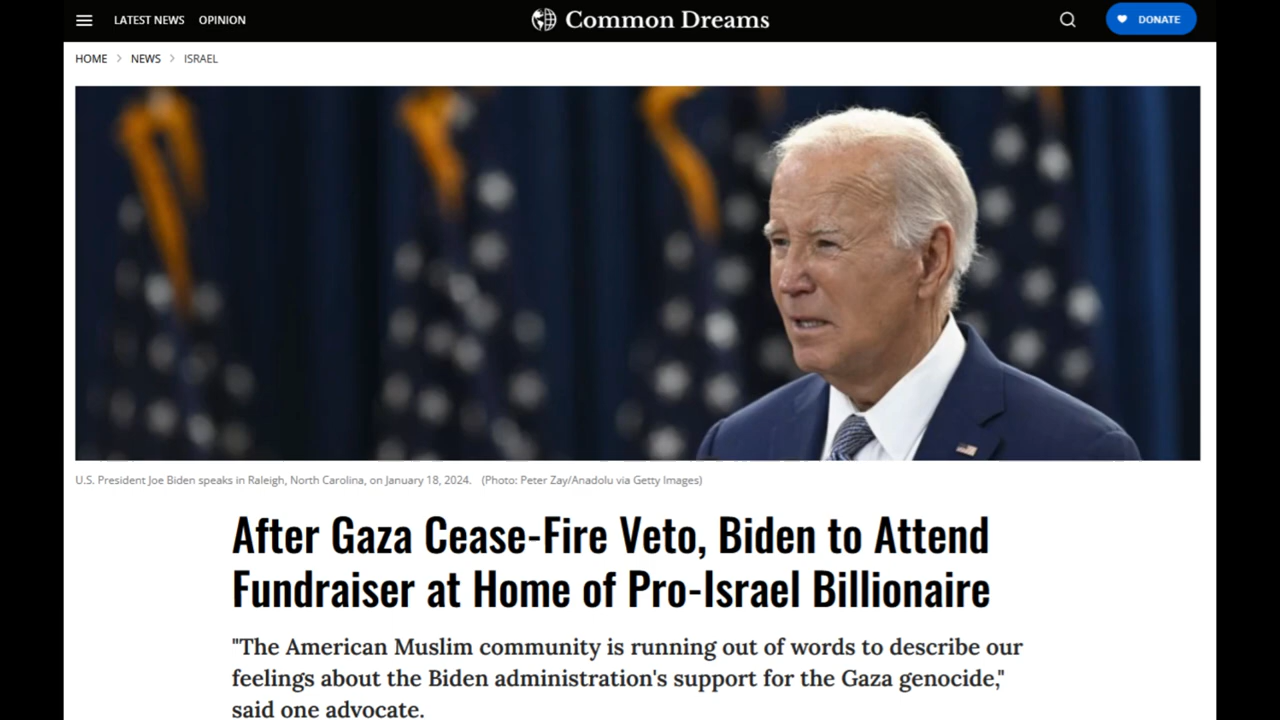 LATEST NEWS OPINION Common Dreams DONATE
HOME NEWS ISRAEL
U.S. President Joe Biden speaks in Raleigh, North Carolina, on January 18, 2024. (Photo: Peter Zay/Anadolu via Getty Images)
After Gaza Cease-Fire Veto, Biden to Attend
Fundraiser at Home of Pro-Israel Billionaire
"The American Muslim community is running out of words to describe our
feelings about the Biden administration's support for the Gaza genocide,"
said one advocate.